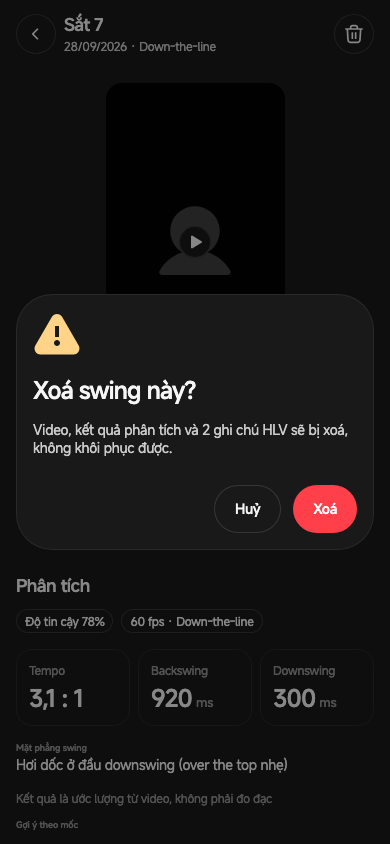 Sắt 7
28/09/2026 · Down-the-line
Xoá swing này?
Video, kết quả phân tích và 2 ghi chú HLV sẽ bị xoá,
không khôi phục được.
Huỷ
Xoá
Phân tích
Độ tin cậy 78%
60 fps · Down-the-line
Tempo
Backswing
Downswing
3,1 : 1
920 ms
300 ms
Mặt phẳng swing
Hơi dốc ở đầu downswing (over the top nhẹ)
Kết quả là ước lượng từ video, không phải đo đạc
Gợi ý theo mốc